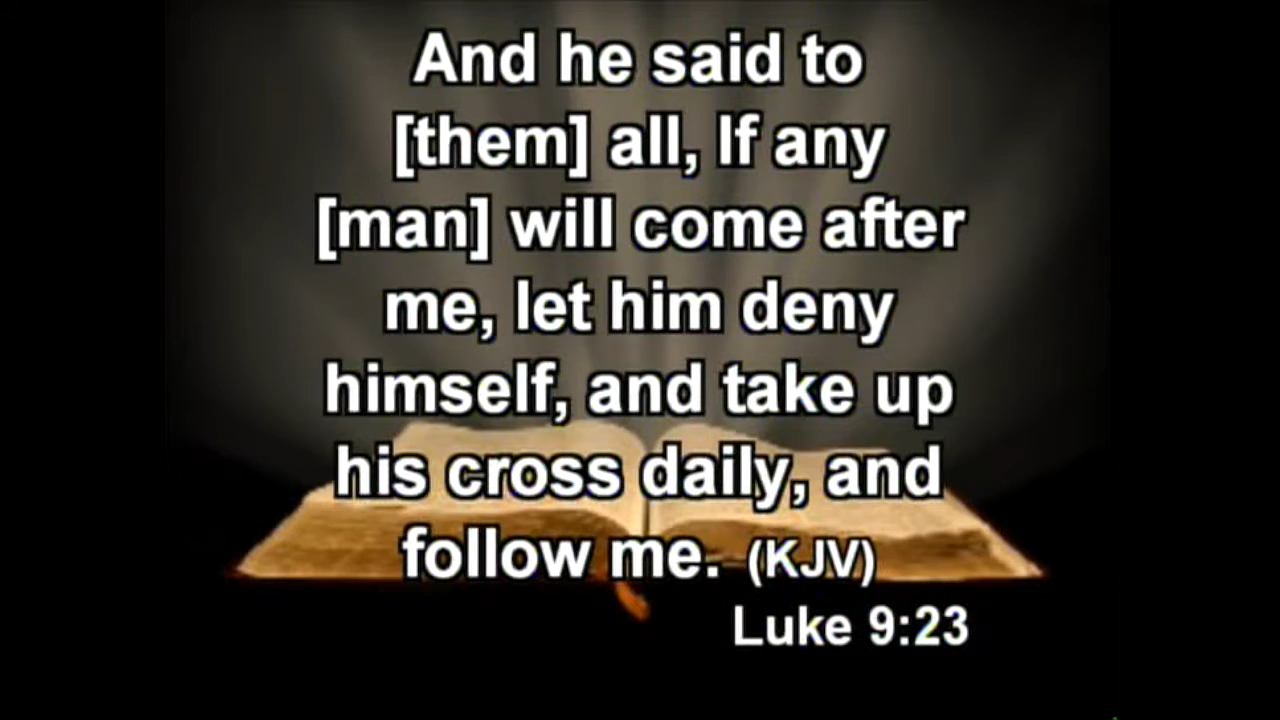 And he said to
[them] all, If any
[man] will come after
me, let him deny
himself, and take up
his cross daily, and
follow me. (KJV)
Luke 9:23